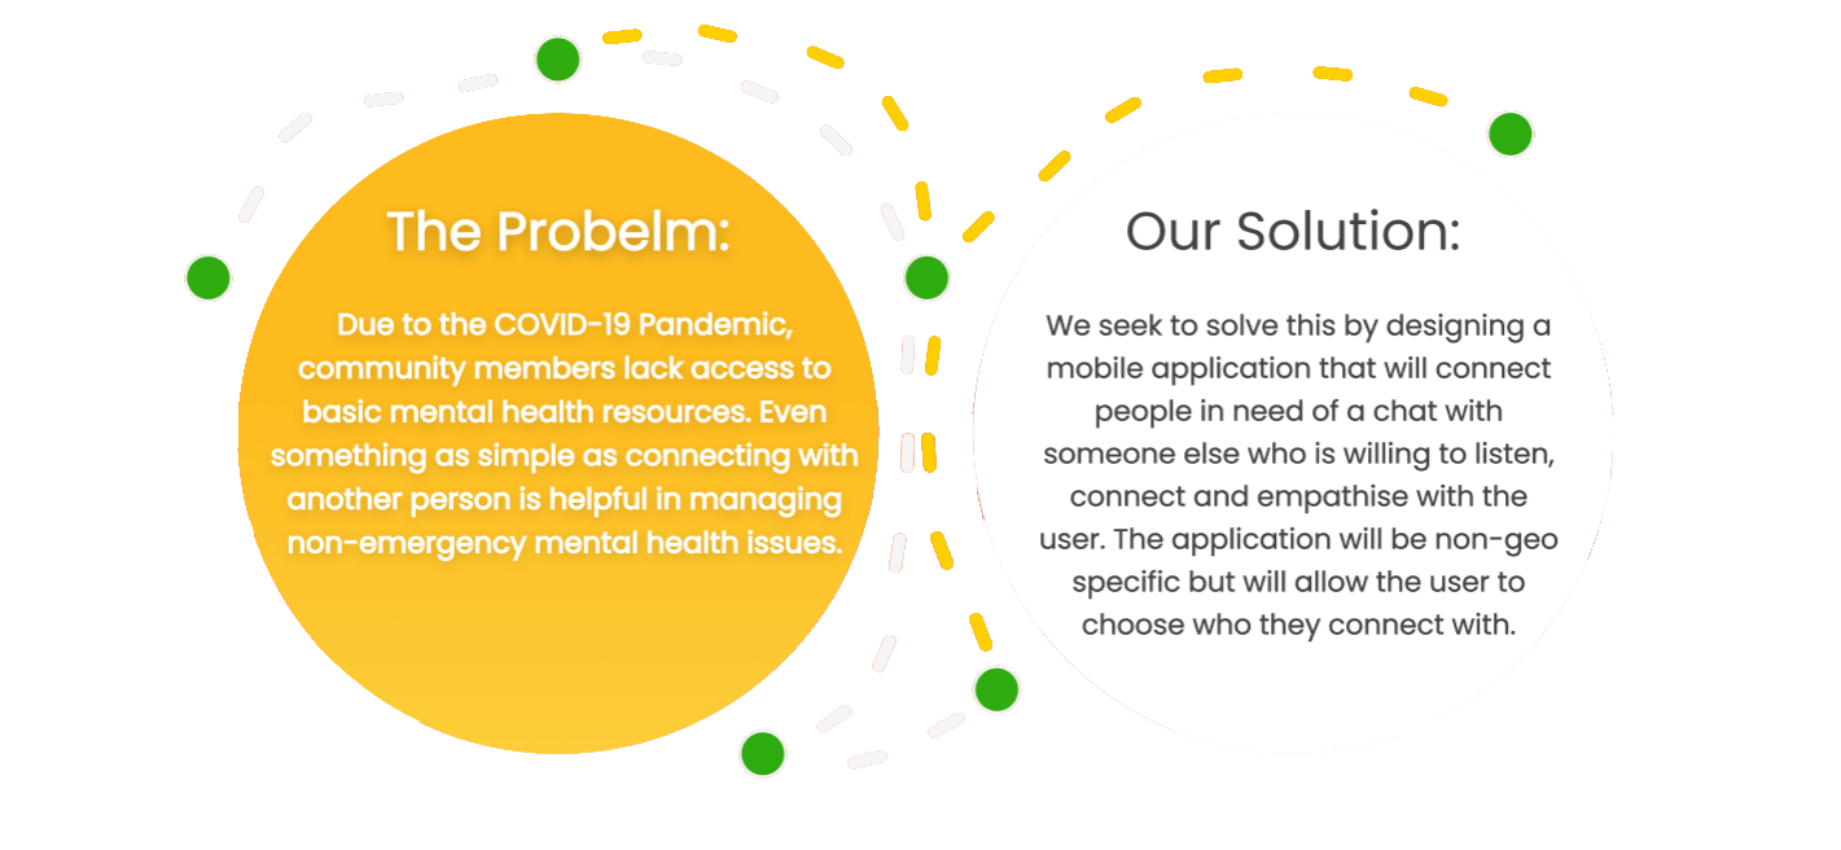 The Probelm:
Due to the COVID-19 Pandemic,
community members lack access to
basic mental health resources. Even
something as simple as connecting with
another person is helpful in managing
non-emergency mental health issues.
Our Solution:
We seek to solve this by designing a
mobile application that will connect
people in need of a chat with
someone else who is willing to listen,
connect and empathise with the
user. The application will be non-geo
specific but will allow the user to
choose who they connect with.